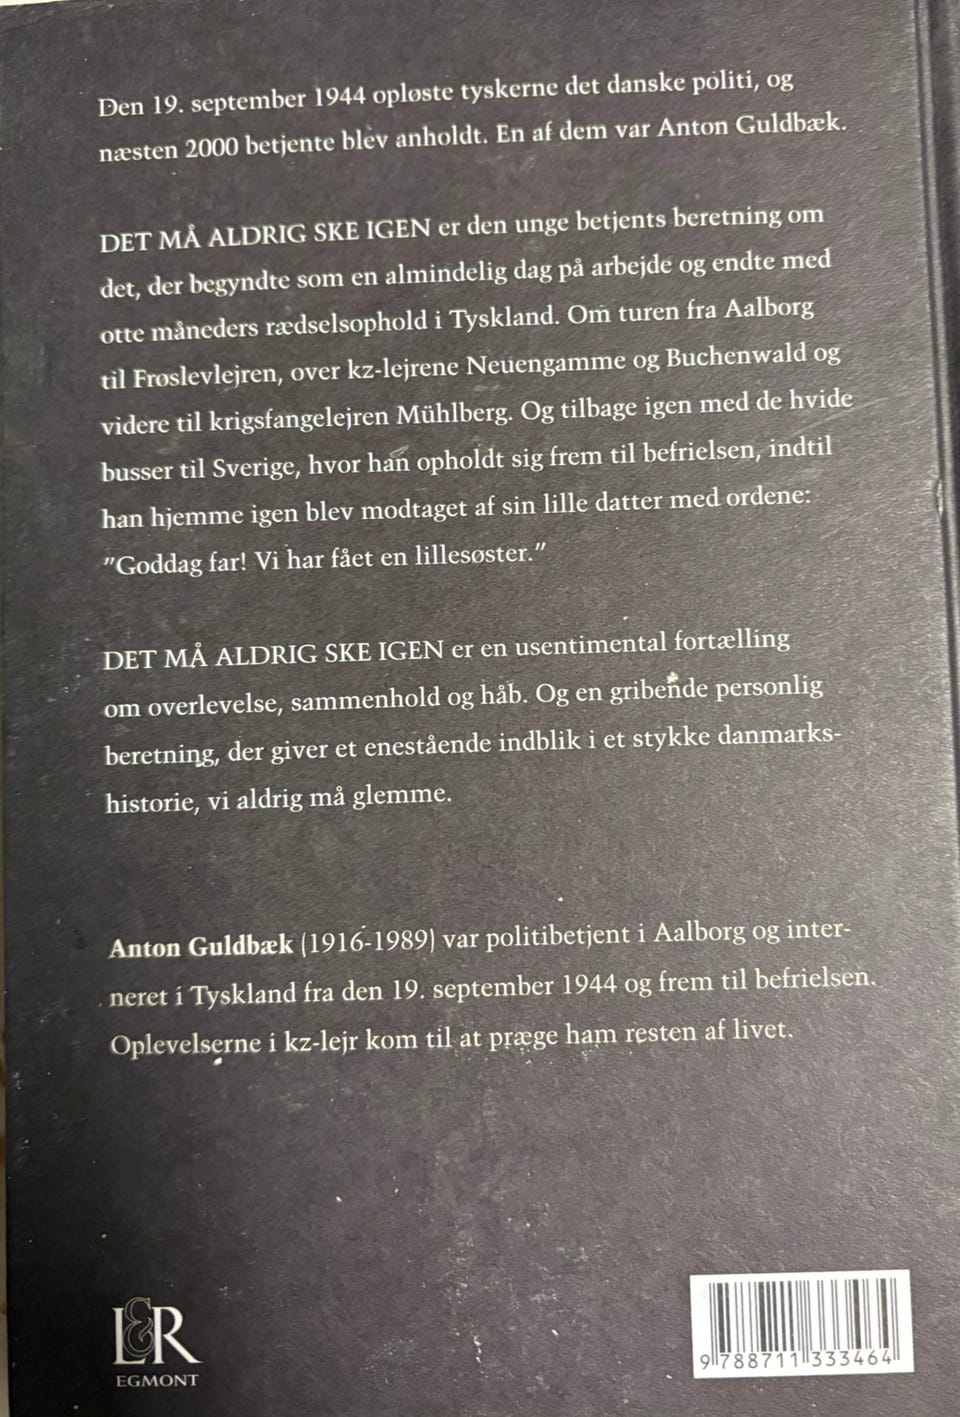 Den 19. september 1944 opløste tyskerne det danske politi, og
næsten 2000 betjente blev anholdt. En af dem var Anton Guldbæk.
DET MÅ ALDRIG SKE IGEN er den unge betjents beretning om
det, der begyndte som en almindelig dag på arbejde og endte med
otte måneders rædselsophold i Tyskland. Om turen fra Aalborg
til Frøslevlejren, over kz-lejrene Neuengamme og Buchenwald og
videre til krigsfangelejren Mühlberg. Og tilbage igen med de hvide
busser til Sverige, hvor han opholdt sig frem til befrielsen, indtil
han hjemme igen blev modtaget af sin lille datter med ordene:
"Goddag far! Vi har fået en lillesøster."
DET MÅ ALDRIG SKE IGEN er en usentimental fortælling
om overlevelse, sammenhold og håb. Og en gribende personlig
beretning, der giver et enestående indblik i et stykke danmarks-
historie, vi aldrig må glemme.
Anton Guldbæk (1916-1989) var politibetjent i Aalborg og inter-
neret i Tyskland fra den 19. september 1944 og frem til befrielsen.
Oplevelserne i kz-lejr kom til at præge ham resten af livet.
L&R
EGMONT
9 788711 333464